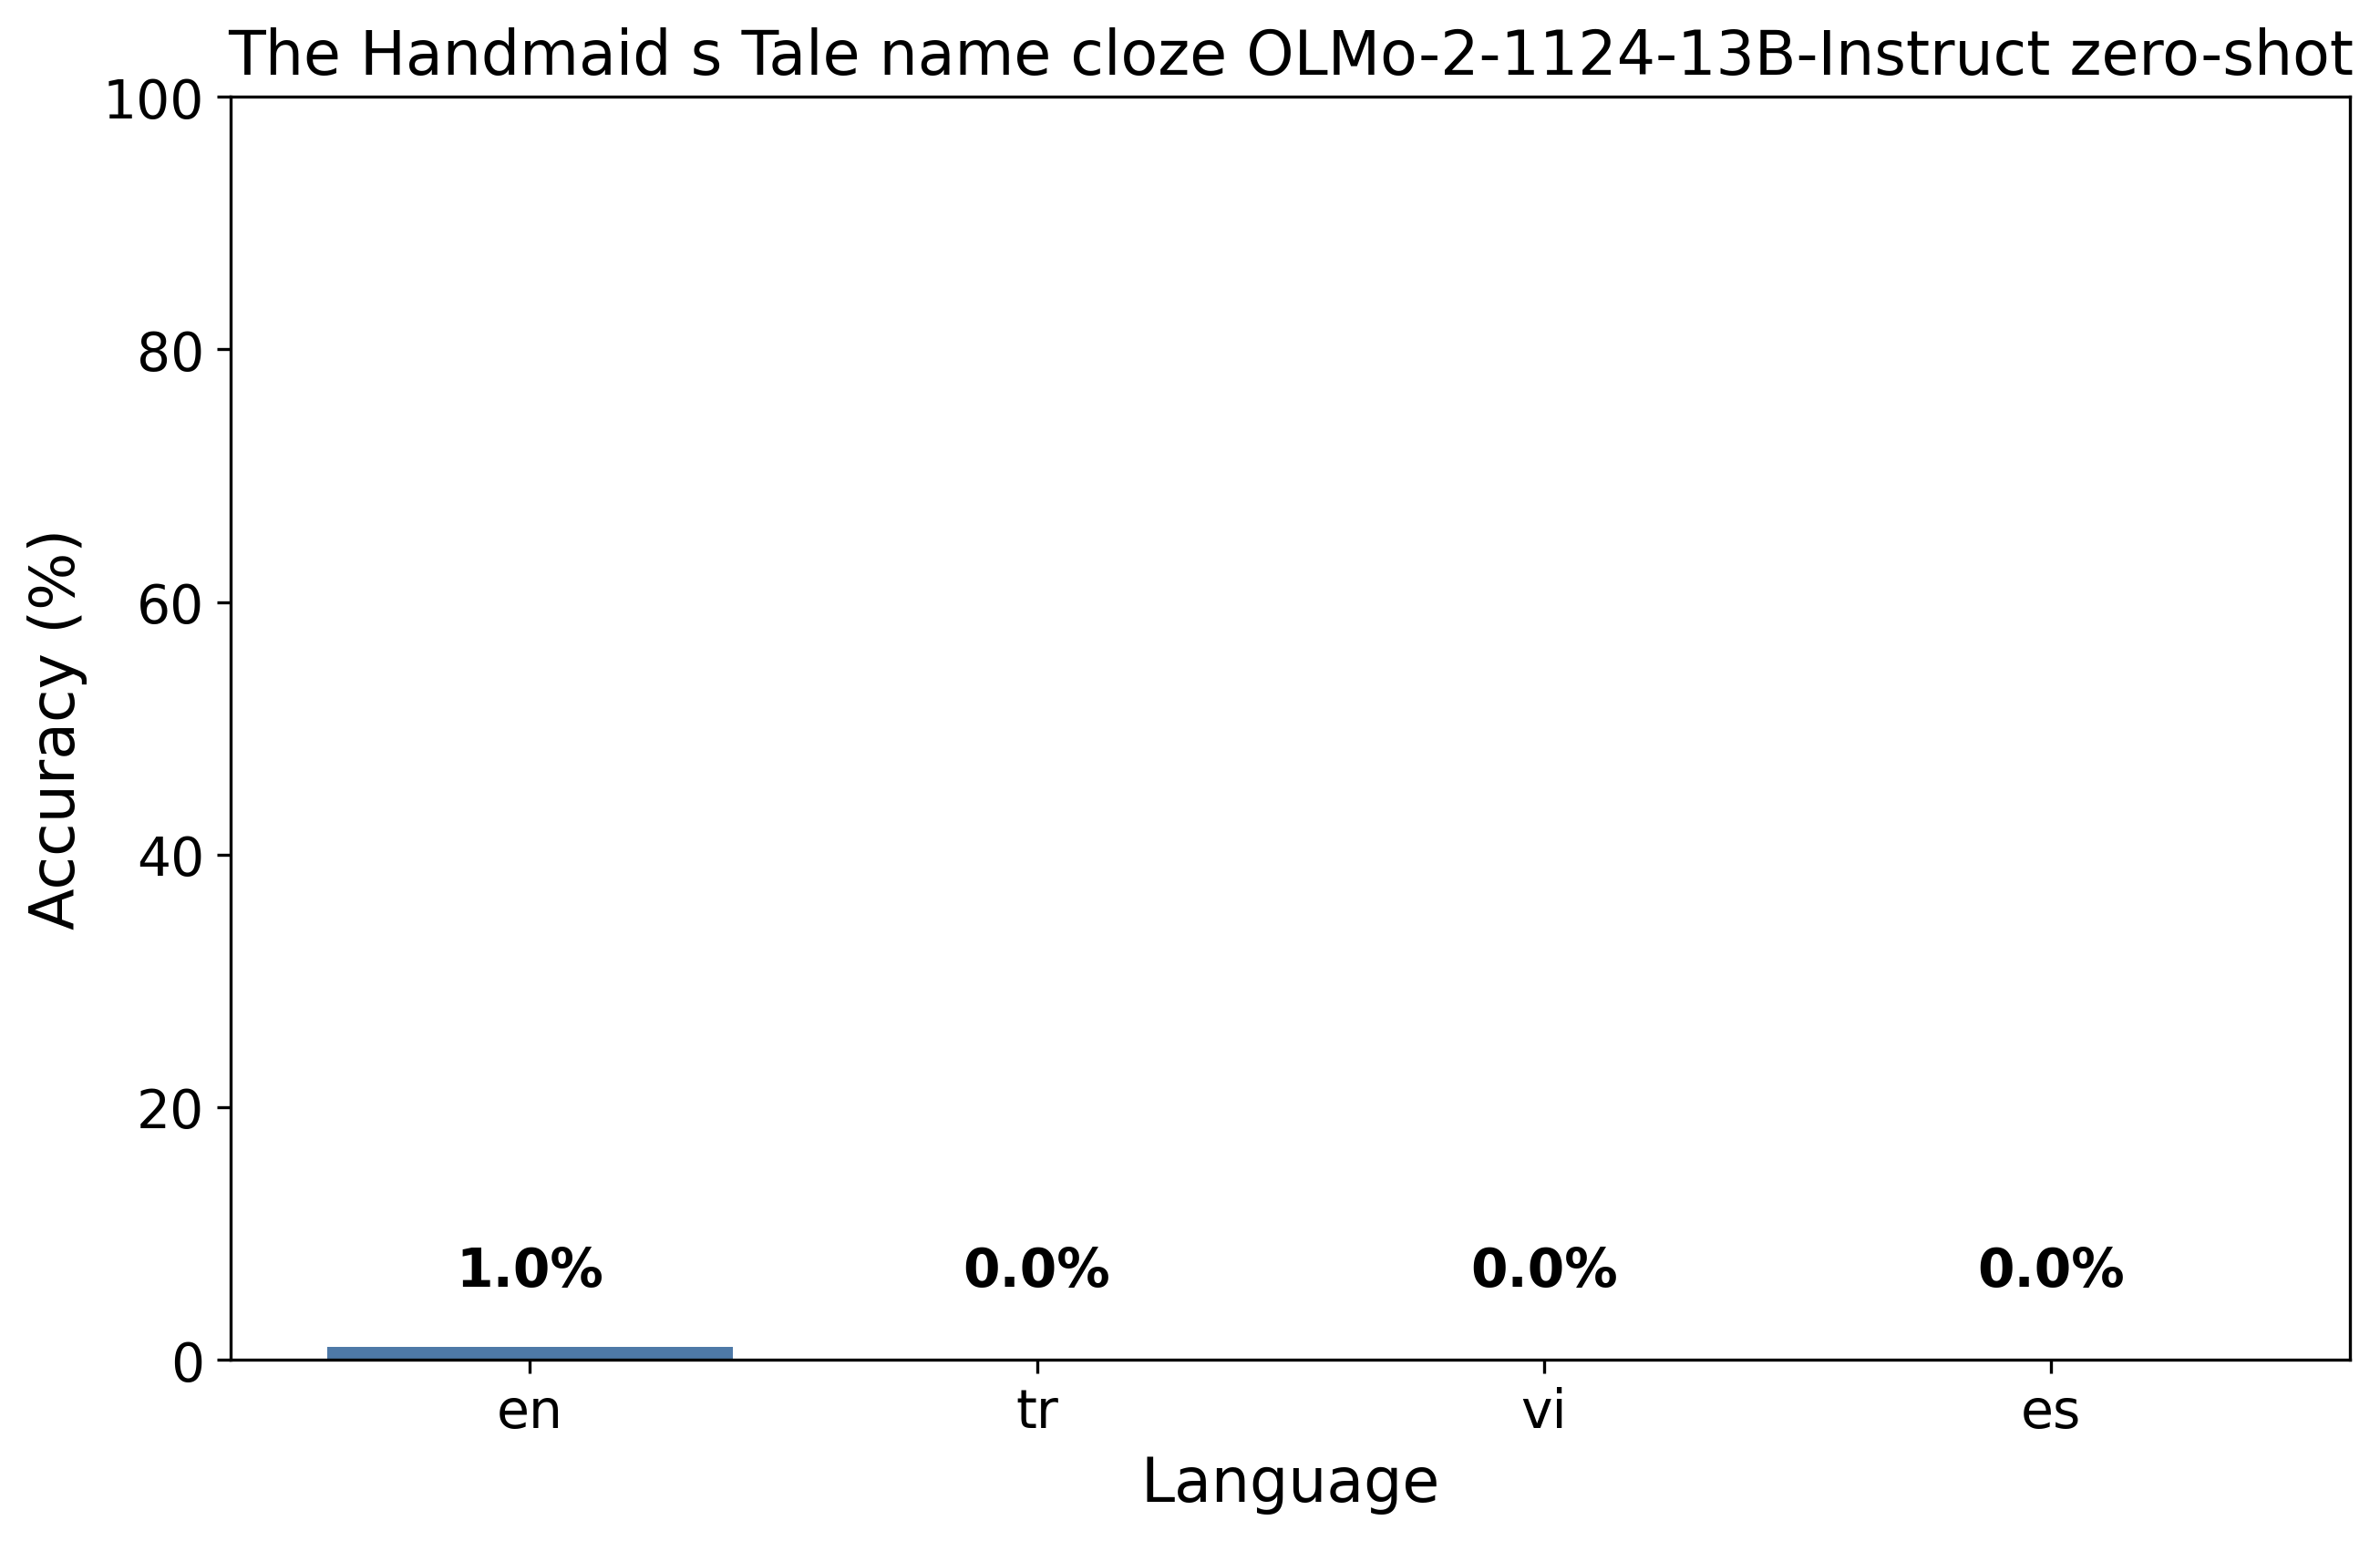 The Handmaid s Tale name cloze OLMo-2-1124-13B-Instruct zero-shot
100
80
60
40
20
0
Accuracy (%)
1.0%
0.0%
0.0%
0.0%
en
tr
vi
es
Language